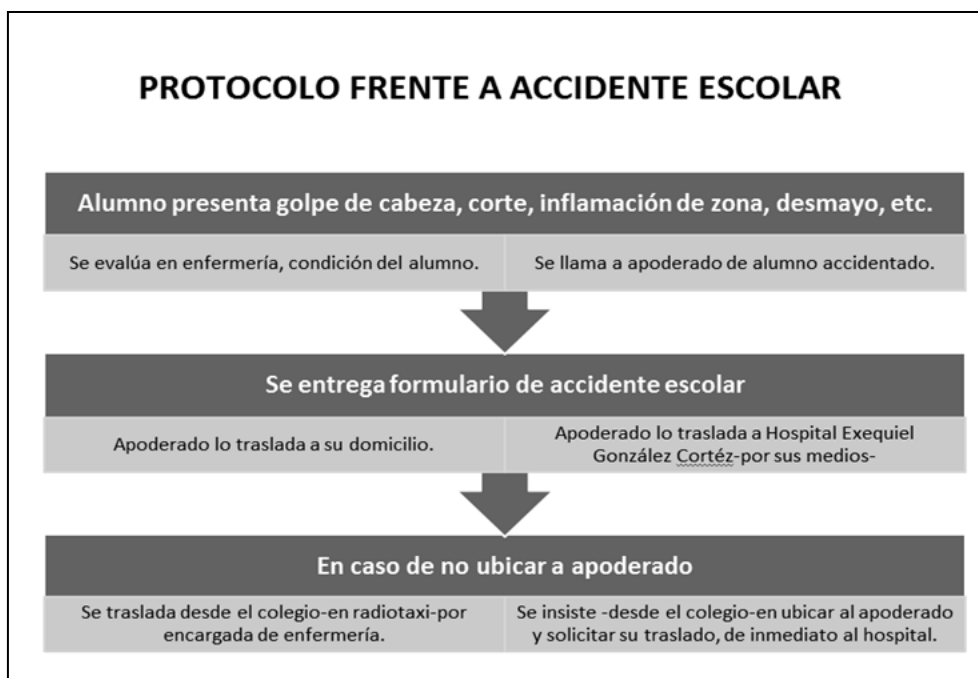 PROTOCOLO FRENTE A ACCIDENTE ESCOLAR
Alumno presenta golpe de cabeza, corte, inflamación de zona, desmayo, etc.
Se evalúa en enfermería, condición del alumno.
Se llama a apoderado de alumno accidentado.
Se entrega formulario de accidente escolar
Apoderado lo traslada a su domicilio.
Apoderado lo traslada a Hospital Exequiel
González Cortéz-por sus medios-
En caso de no ubicar a apoderado
Se traslada desde el colegio-en radiotaxi-por
encargada de enfermería.
Se insiste -desde el colegio-en ubicar al apoderado
y solicitar su traslado, de inmediato al hospital.